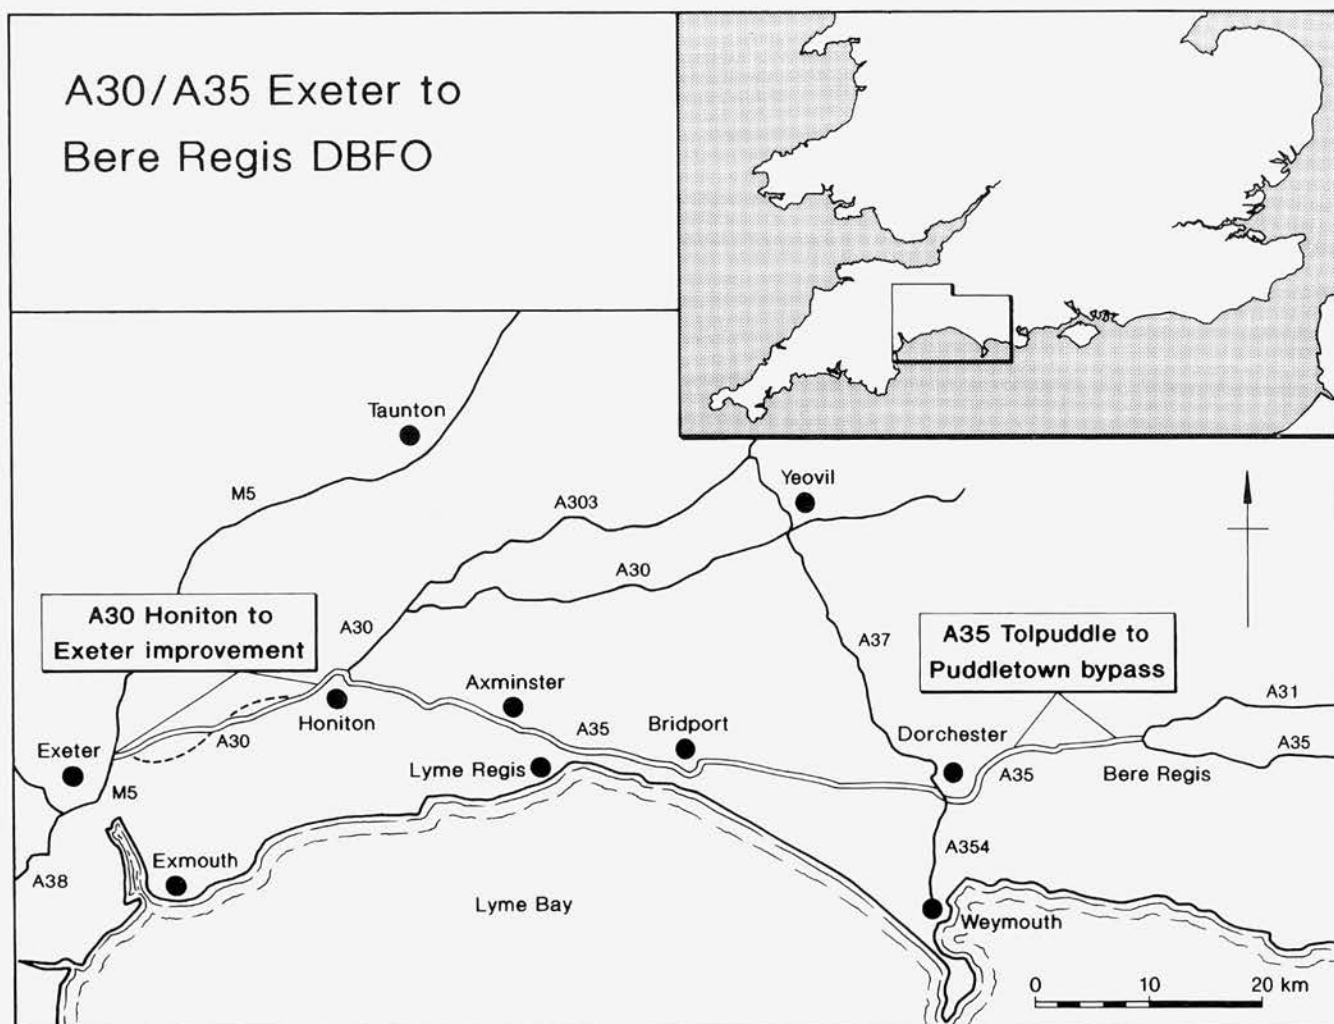 A30/A35 Exeter to
Bere Regis DBFO
Taunton
M5
Yeovil
A303
A30
A30 Honiton to
Exeter improvement
A30
A37
A35 Tolpuddle to
Puddletown bypass
Axminster
A31
Honiton
A30
A35
Bridport
A35
Exeter
Lyme Regis
Dorchester
A35
Bere Regis
M5
A354
Exmouth
A38
Lyme Bay
Weymouth
0 10 20 km